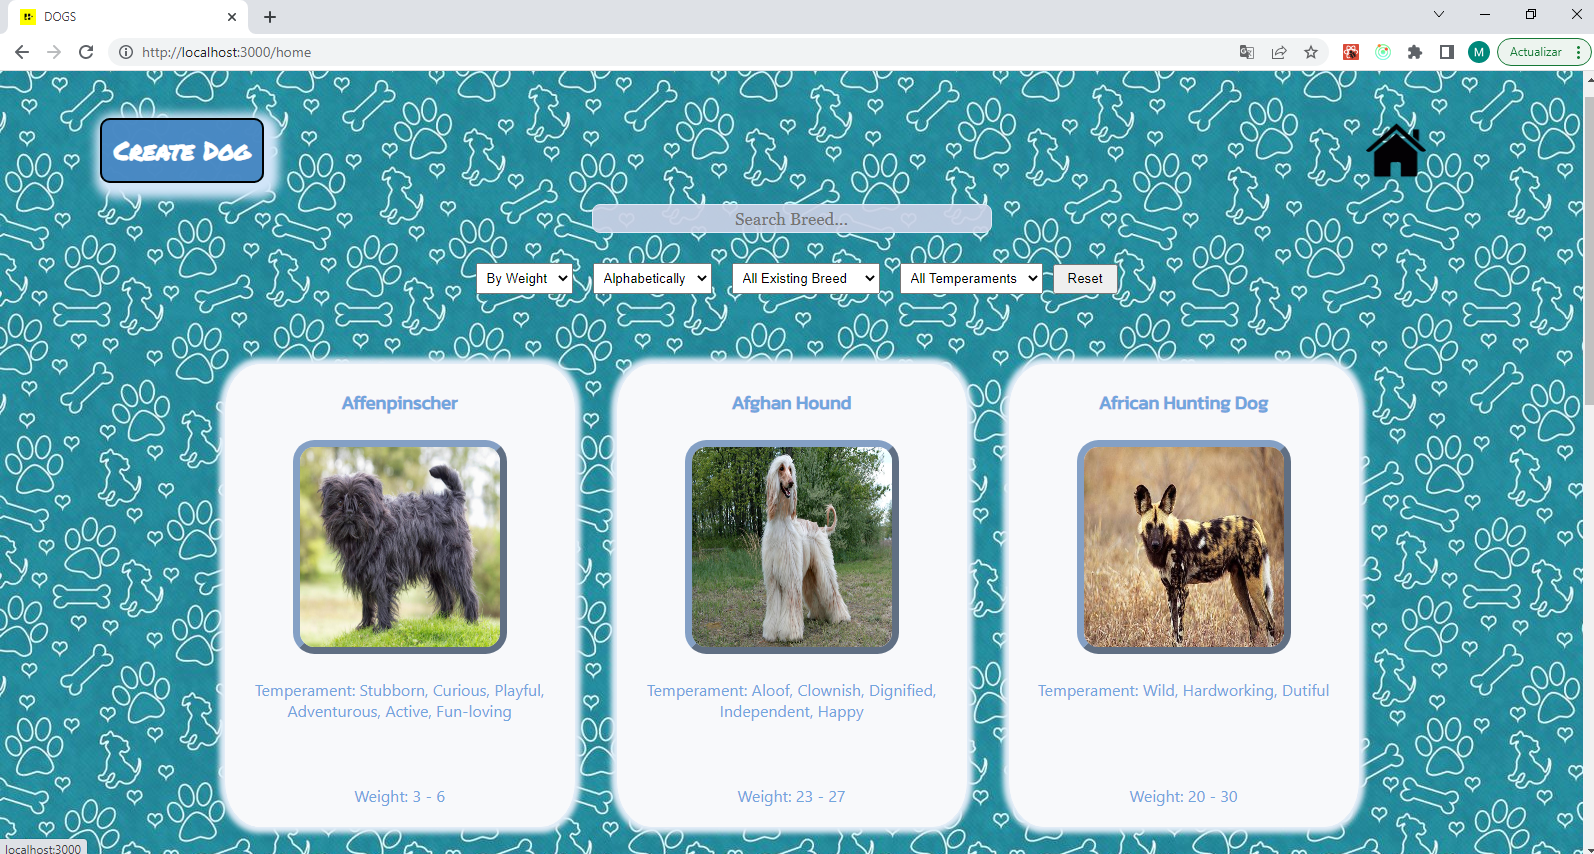 DOGS
http://localhost:3000/home
M
Actualizar
Create Dog
Search Breed...
By Weight
Alphabetically
All Existing Breed
All Temperaments
Reset
Affenpinscher
Temperament: Stubborn, Curious, Playful,
Adventurous, Active, Fun-loving
Weight: 3 - 6
Afghan Hound
Temperament: Aloof, Clownish, Dignified,
Independent, Happy
Weight: 23 - 27
African Hunting Dog
Temperament: Wild, Hardworking, Dutiful
Weight: 20 - 30
localhost:3000